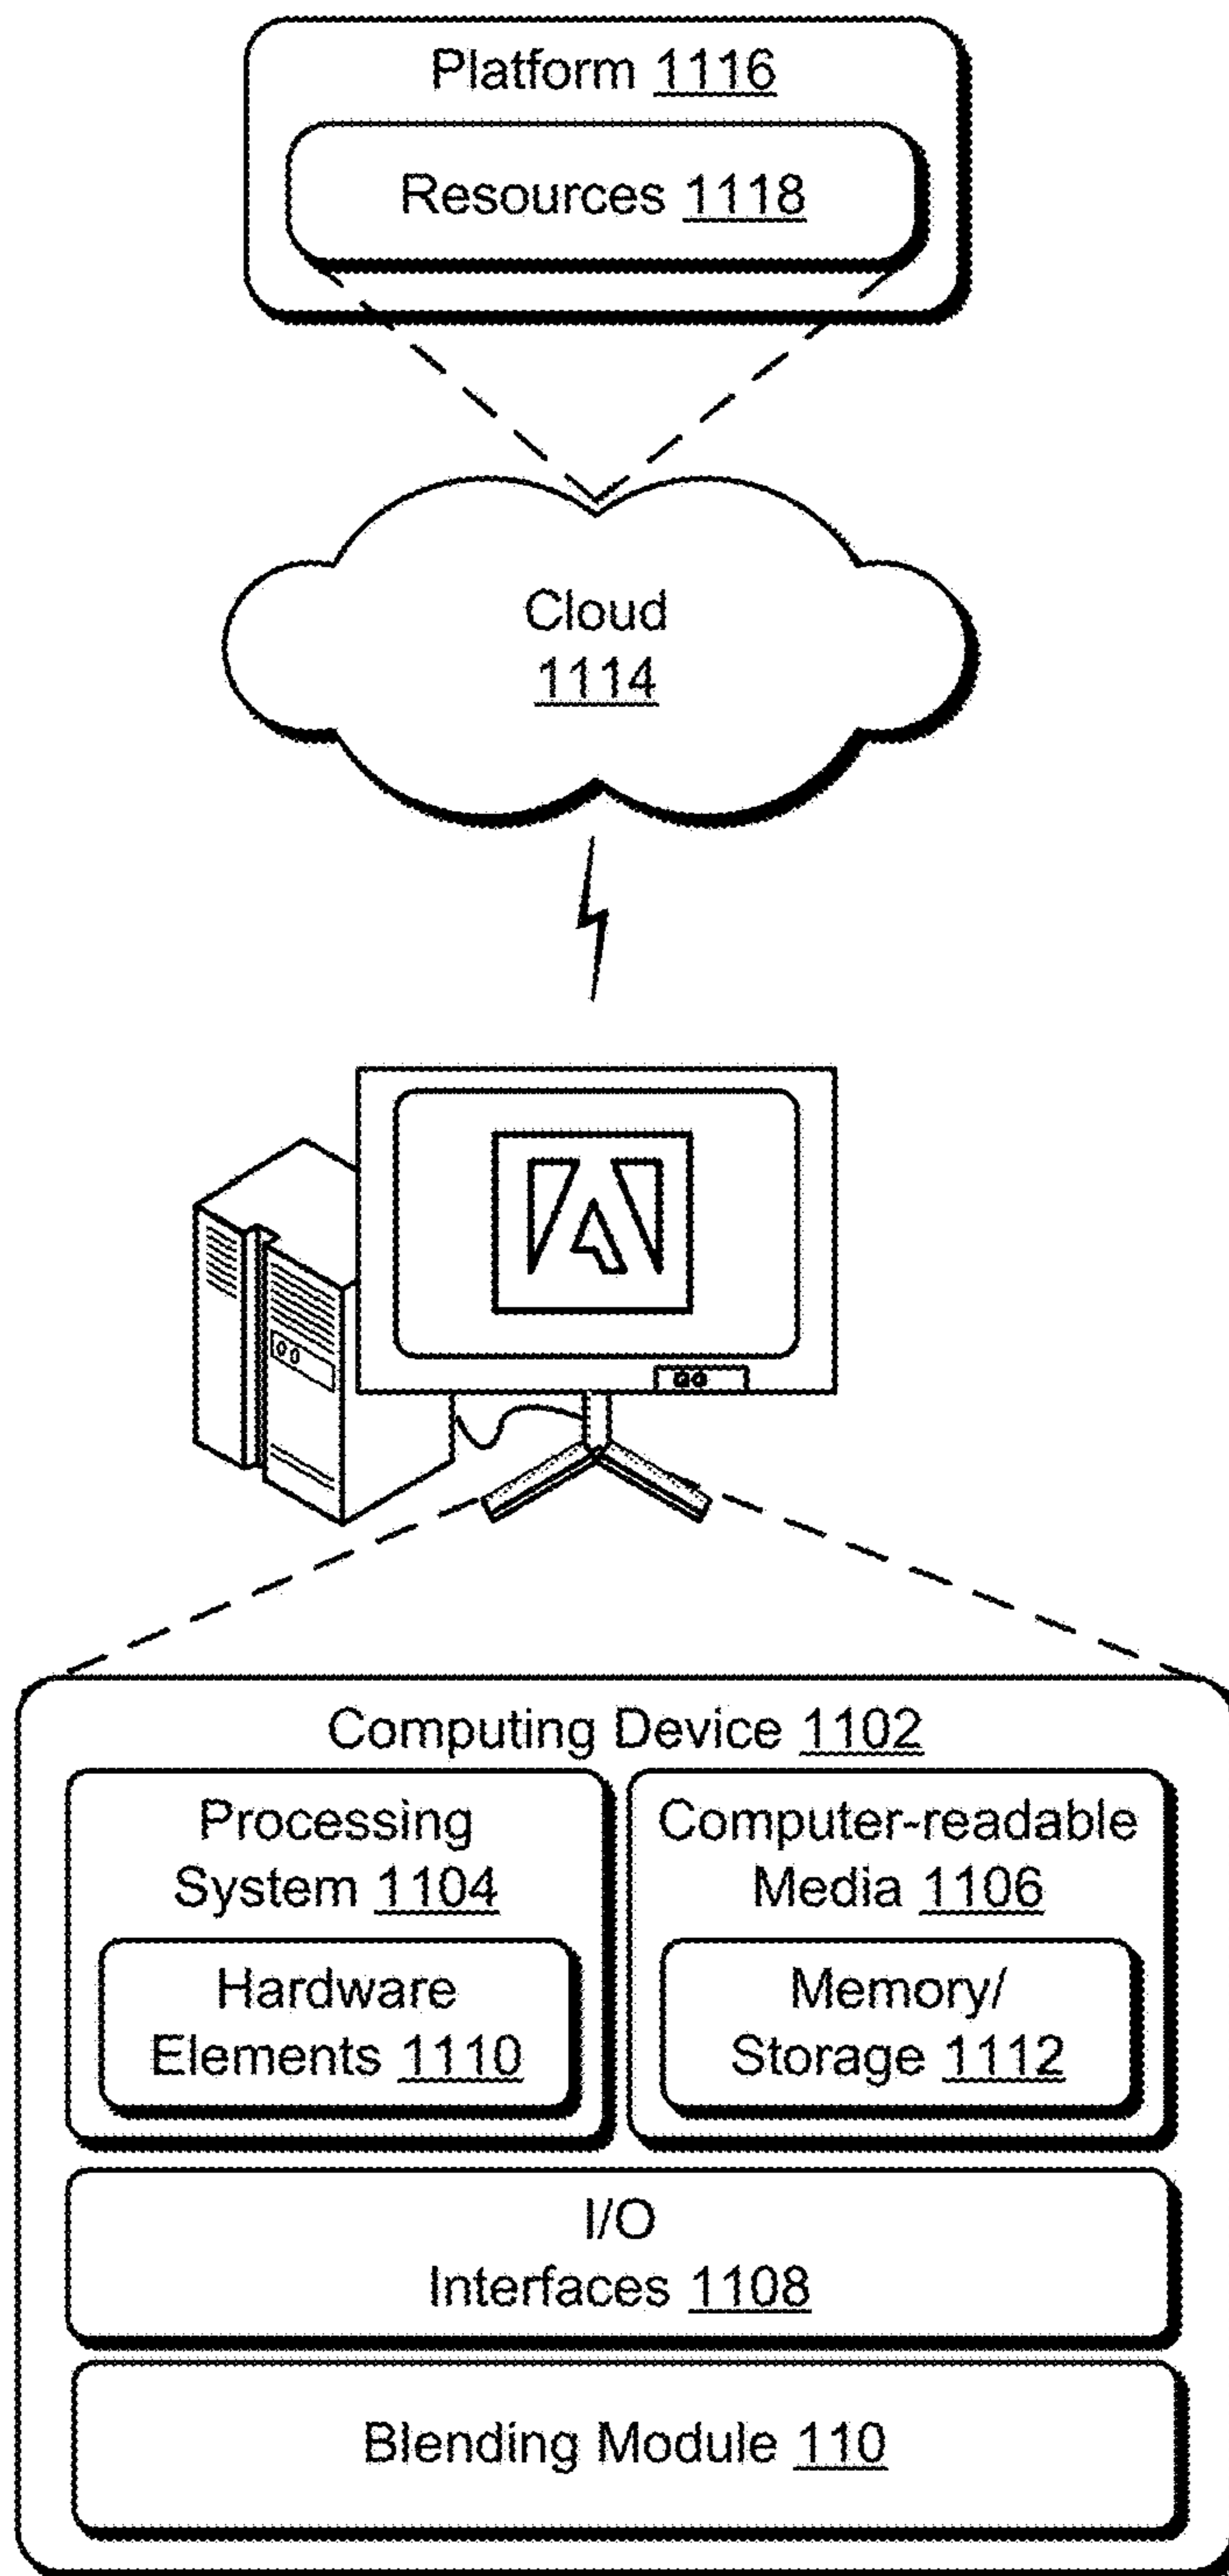 Platform 1116
Resources 1118
Cloud
1114
Computing Device 1102
Processing
System 1104
Hardware
Elements 1110
Computer-readable
Media 1106
Memory/
Storage 1112
I/O
Interfaces 1108
Blending Module 110